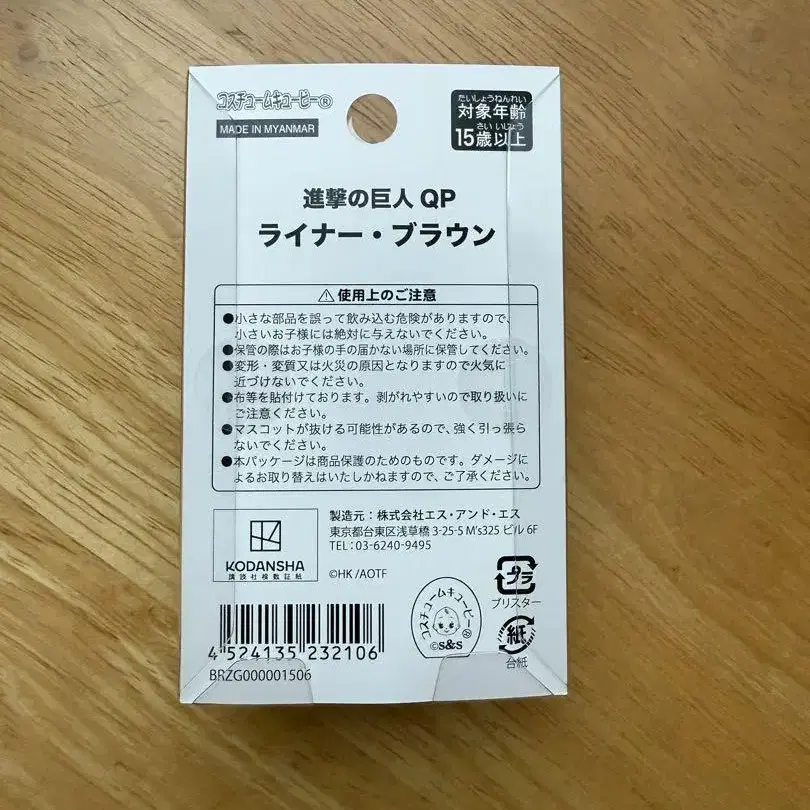 コスチュームキューピー®
MADE IN MYANMAR
たいしょうねんれい
対象年齢
さい いじょう
15歳以上
進撃の巨人 QP
ライナー・ブラウン
⚠使用上のご注意
●小さな部品を誤って飲み込む危険がありますので、
小さいお子様には絶対に与えないでください。
●保管の際はお子様の手の届かない場所に保管してください。
●変形・変質又は火災の原因となりますので火気に
近づけないでください。
●布等を貼付けております。剥がれやすいので取り扱いに
ご注意ください。
●マスコットが抜ける可能性があるので、強く引っ張ら
ないでください。
●本パッケージは商品保護のためのものです。ダメージに
よるお取り替えはいたしかねますので、ご了承ください。
KODANSHA
講談社検数証紙
製造元：株式会社エス・アンド・エス
東京都台東区浅草橋 3-25-5 M's325 ビル 6F
TEL：03-6240-9495
©HK /AOTF
プラ
ブリスター
紙
台紙
コスチュームキューピー®
©S&S
4 524135 232106
BRZG000001506